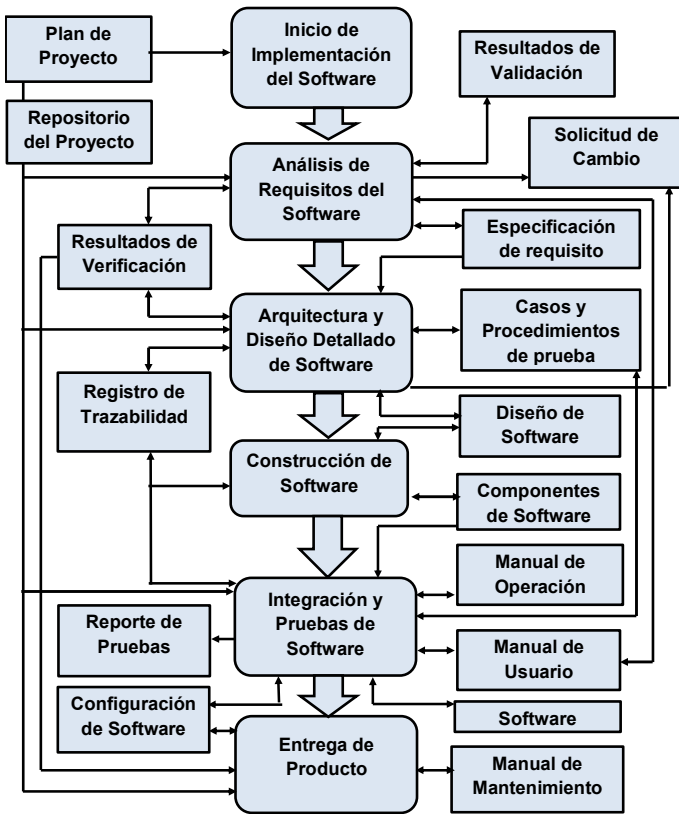 Plan de
Proyecto
Inicio de
Implementación
del Software
Resultados de
Validación
Repositorio
del Proyecto
Solicitud de
Cambio
Análisis de
Requisitos del
Software
Resultados de
Verificación
Especificación
de requisito
Arquitectura y
Diseño Detallado
de Software
Casos y
Procedimientos
de prueba
Registro de
Trazabilidad
Diseño de
Software
Construcción de
Software
Componentes
de Software
Manual de
Operación
Integración y
Pruebas de
Software
Reporte de
Pruebas
Manual de
Usuario
Configuración
de Software
Software
Entrega de
Producto
Manual de
Mantenimiento